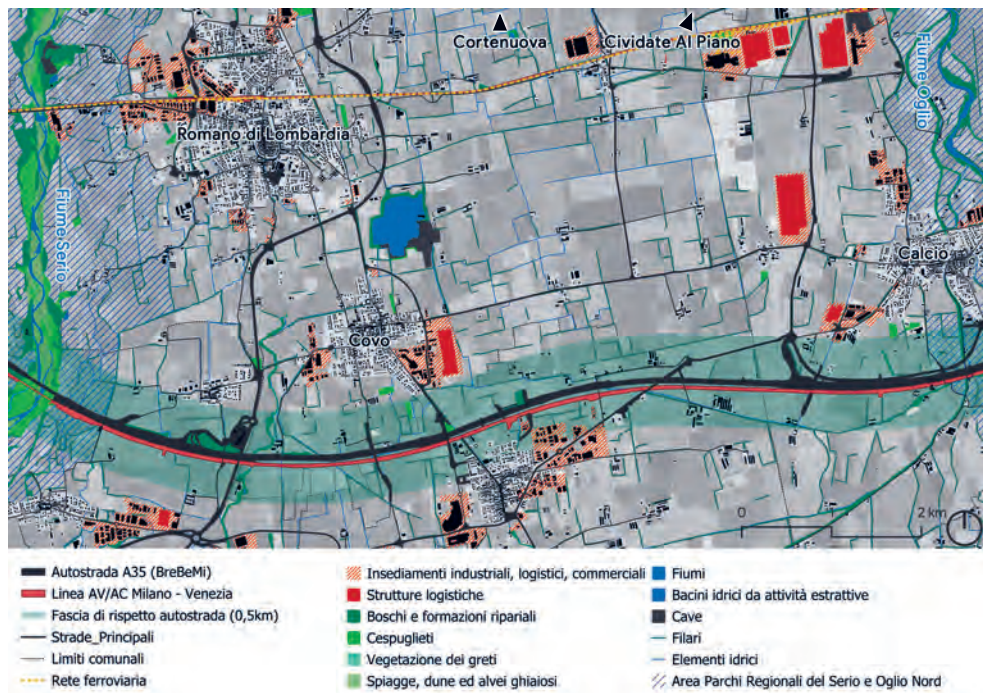 Cortenuova
Cividate Al Piano
Fiume Oglio
Romano di Lombardia
Fiume Serio
Calcio
Covo
0
2 km
Autostrada A35 (BreBeMi)
Linea AV/AC Milano - Venezia
Fascia di rispetto autostrada (0,5km)
Strade_Principali
Limiti comunali
Rete ferroviaria
Insediamenti industriali, logistici, commerciali
Strutture logistiche
Boschi e formazioni ripariali
Cespuglieti
Vegetazione dei greti
Spiagge, dune ed alvei ghiaiosi
Fiumi
Bacini idrici da attività estrattive
Cave
Filari
Elementi idrici
Area Parchi Regionali del Serio e Oglio Nord